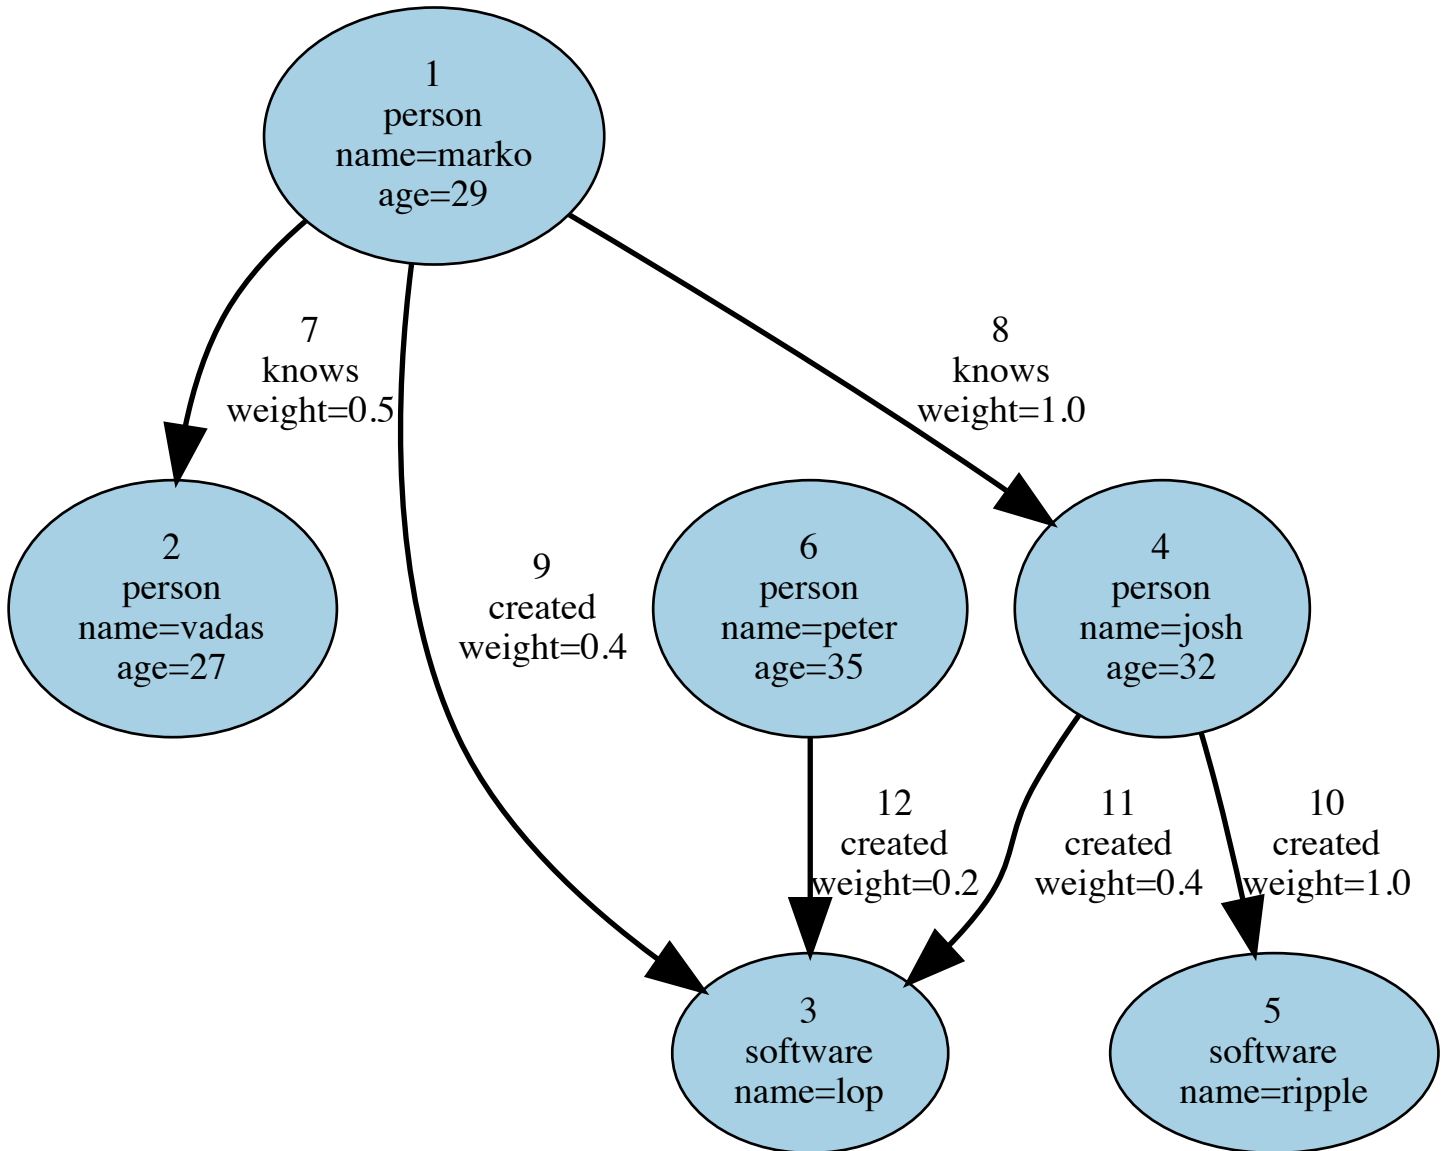 1
person
name=marko
age=29
7
knows
weight=0.5
8
knows
weight=1.0
2
person
name=vadas
age=27
9
created
weight=0.4
6
person
name=peter
age=35
4
person
name=josh
age=32
12
created
weight=0.2
11
created
weight=0.4
10
created
weight=1.0
3
software
name=lop
5
software
name=ripple